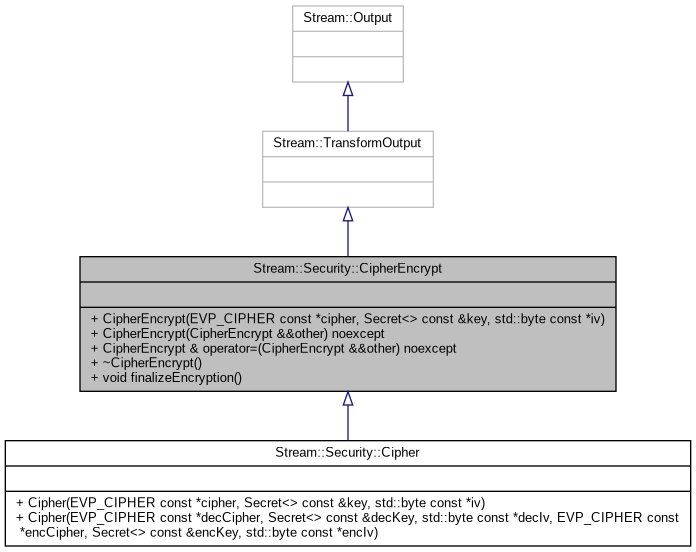 Stream::Output
Stream::TransformOutput
Stream::Security::CipherEncrypt
+ CipherEncrypt(EVP_CIPHER const *cipher, Secret<> const &key, std::byte const *iv)
+ CipherEncrypt(CipherEncrypt &&other) noexcept
+ CipherEncrypt & operator=(CipherEncrypt &&other) noexcept
+ ~CipherEncrypt()
+ void finalizeEncryption()
Stream::Security::Cipher
+ Cipher(EVP_CIPHER const *cipher, Secret<> const &key, std::byte const *iv)
+ Cipher(EVP_CIPHER const *decCipher, Secret<> const &decKey, std::byte const *decIv, EVP_CIPHER const
*encCipher, Secret<> const &encKey, std::byte const *encIv)